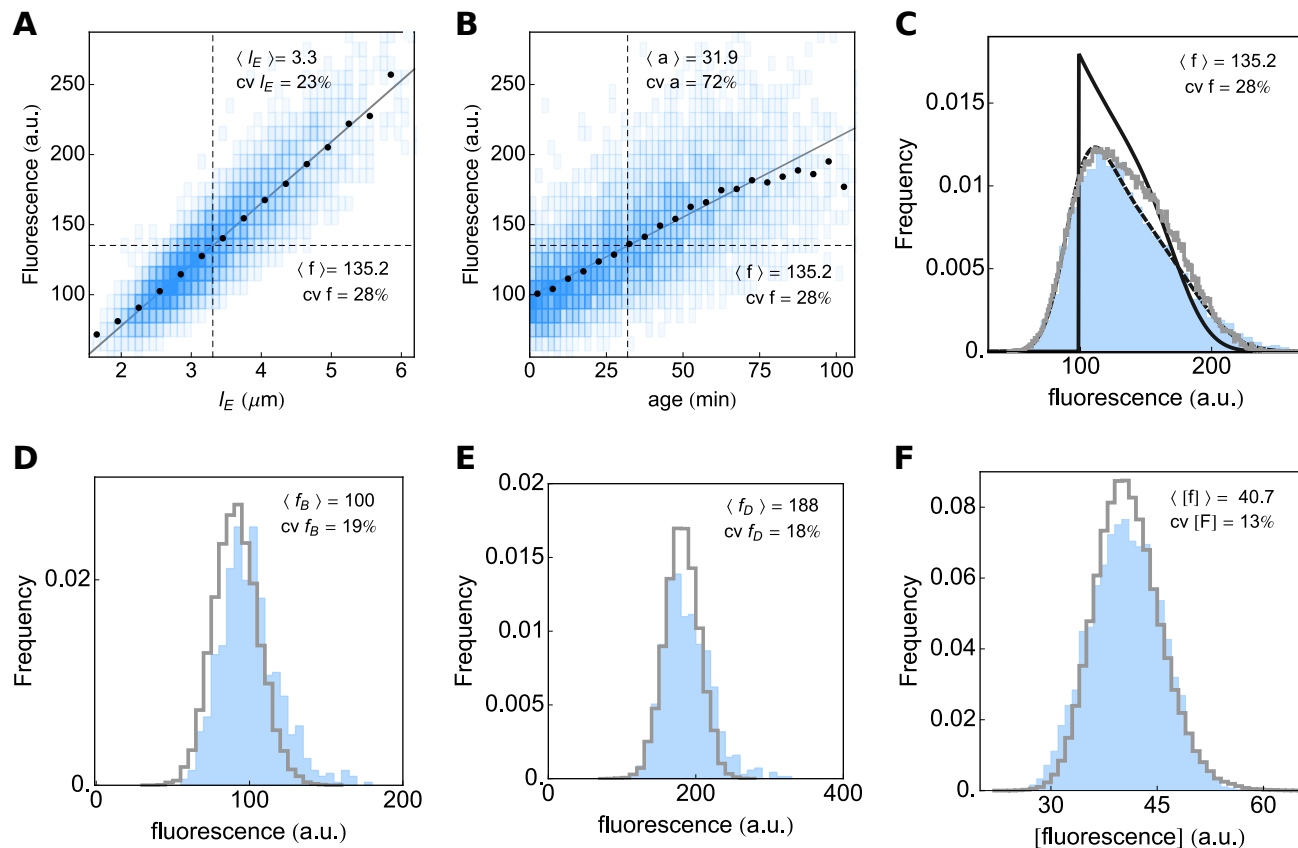 A
⟨ l_E ⟩ = 3.3
cv l_E = 23%
⟨ f ⟩ = 135.2
cv f = 28%
Fluorescence (a.u.)
250
200
150
100
2 3 4 5 6
l_E (μm)
B
⟨ a ⟩ = 31.9
cv a = 72%
⟨ f ⟩ = 135.2
cv f = 28%
Fluorescence (a.u.)
250
200
150
100
0 25 50 75 100
age (min)
C
⟨ f ⟩ = 135.2
cv f = 28%
Frequency
0.015
0.01
0.005
0.
100 200
fluorescence (a.u.)
D
⟨ f_B ⟩ = 100
cv f_B = 19%
Frequency
0.02
0.
0 100 200
fluorescence (a.u.)
E
⟨ f_D ⟩ = 188
cv f_D = 18%
Frequency
0.02
0.015
0.01
0.005
0.
0 200 400
fluorescence (a.u.)
F
⟨ [f] ⟩ = 40.7
cv [F] = 13%
Frequency
0.08
0.06
0.04
0.02
0.
30 45 60
[fluorescence] (a.u.)